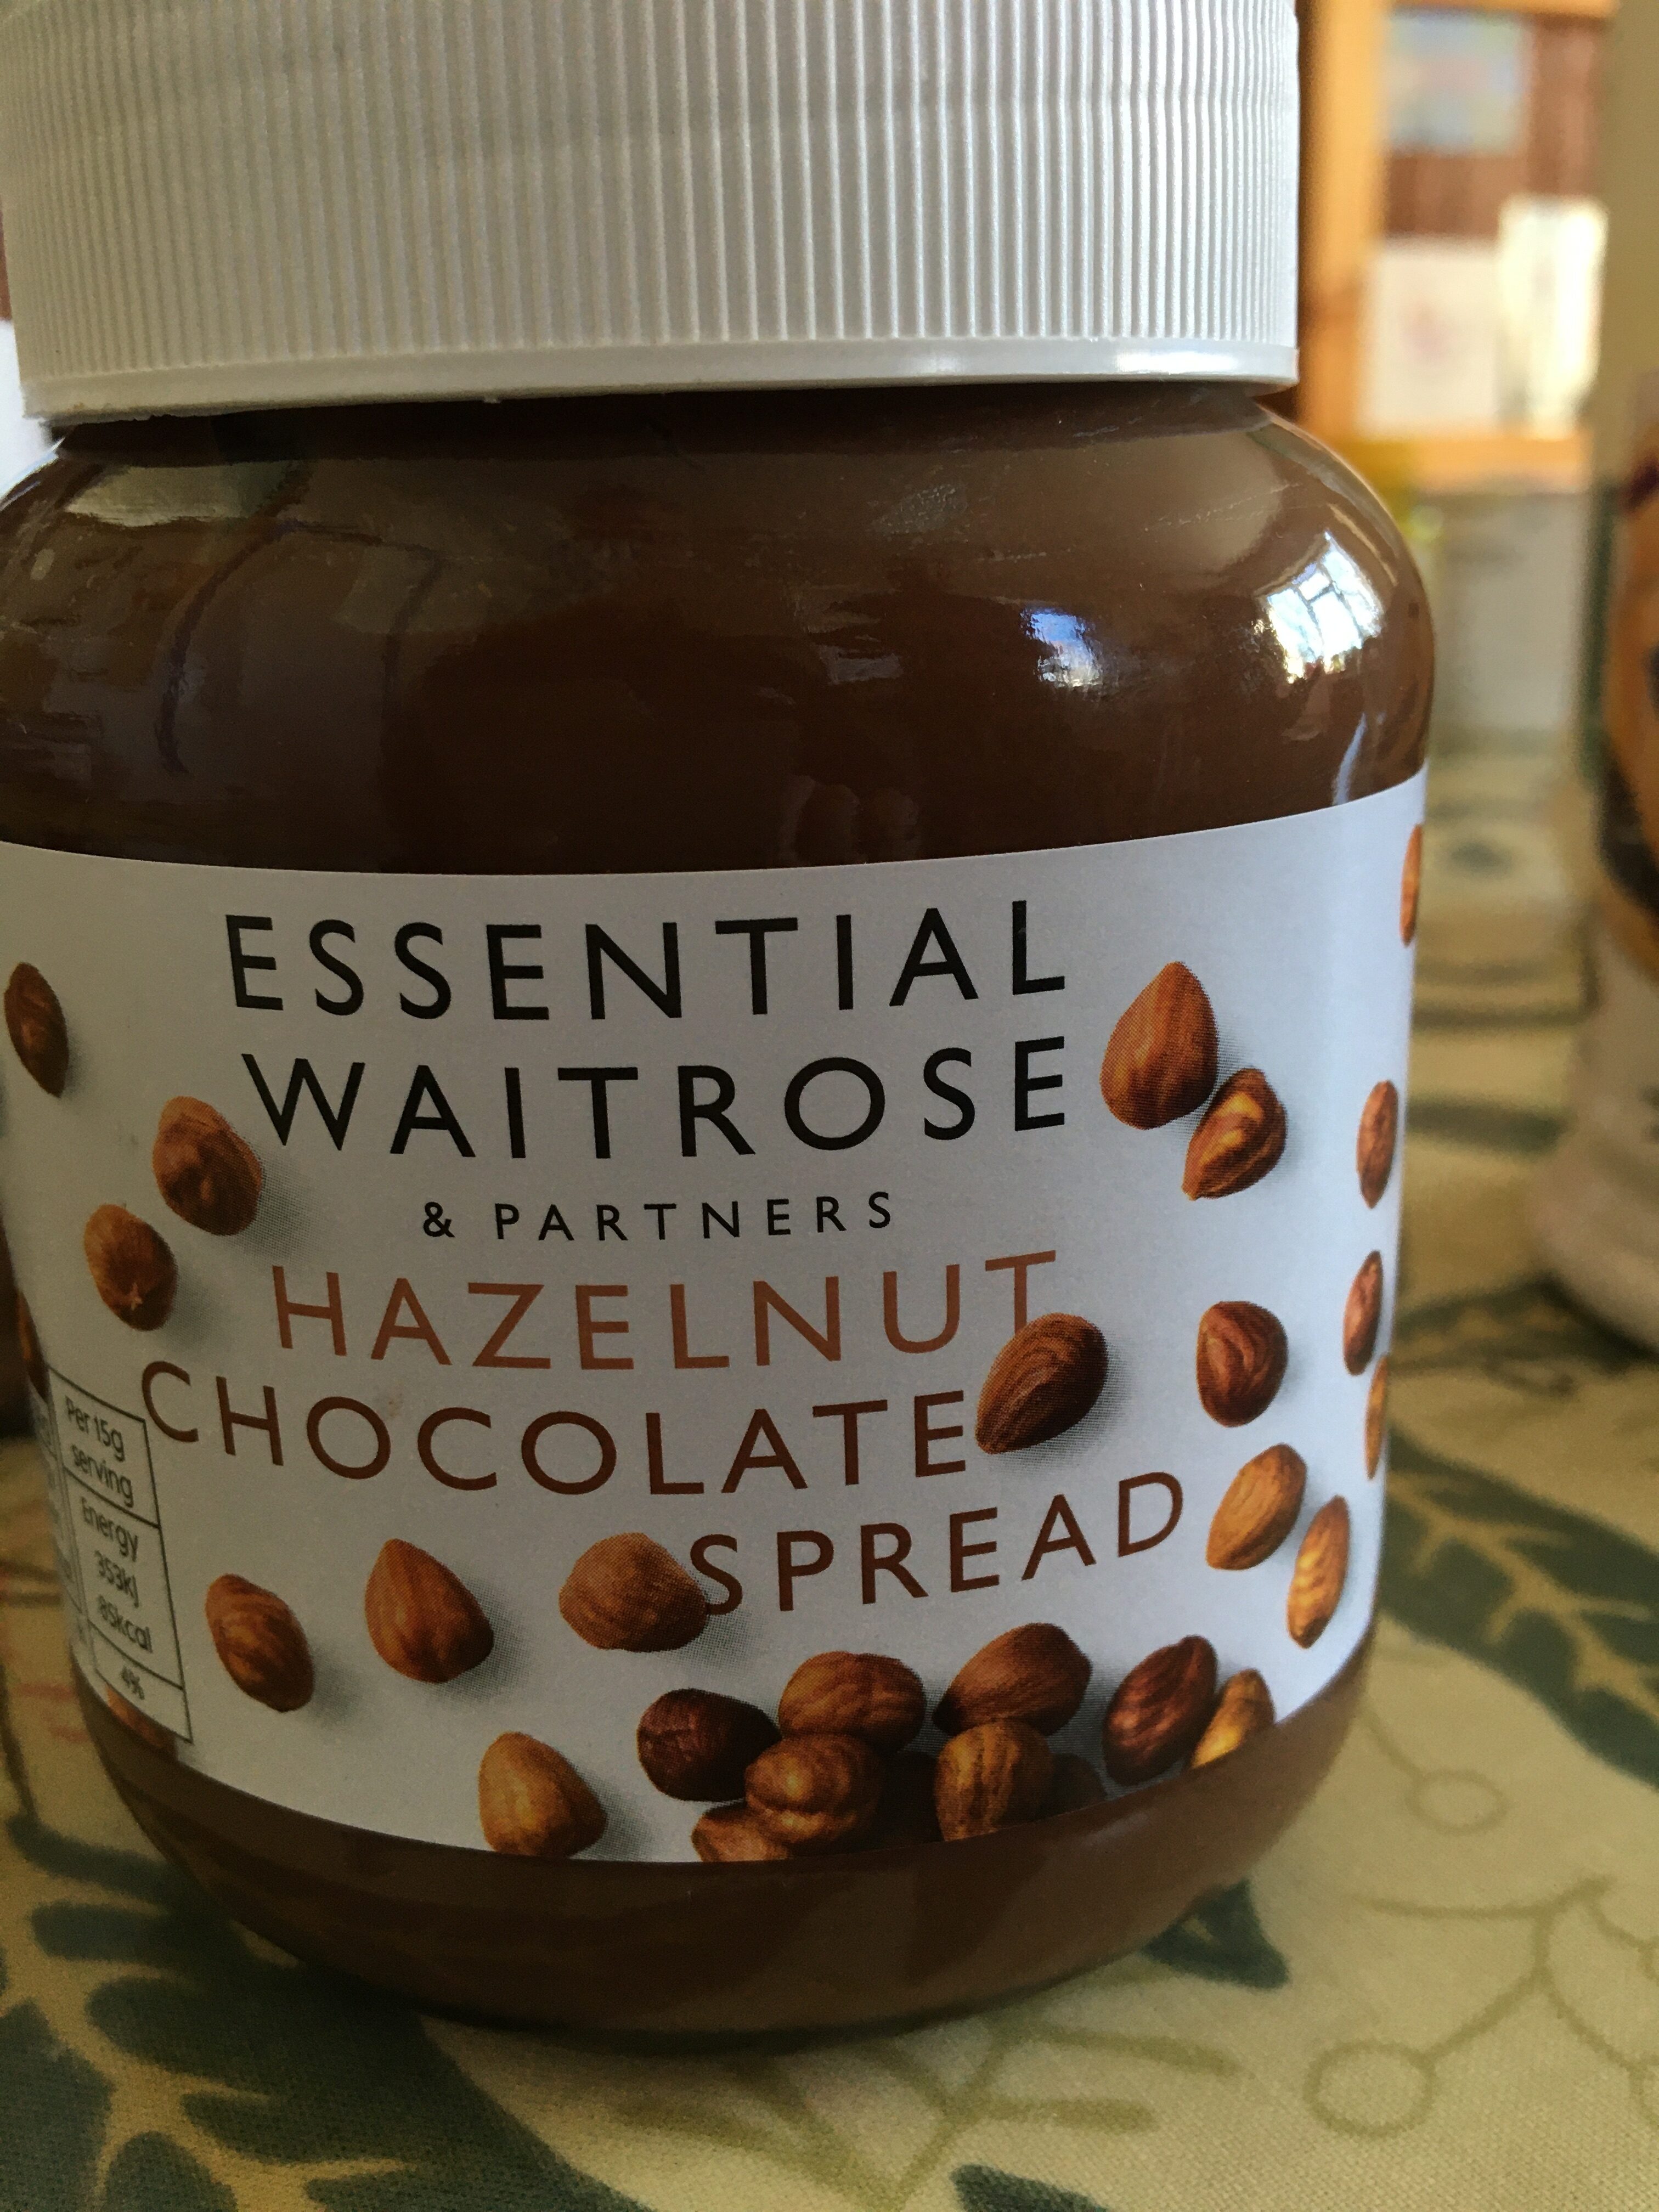 ESSENTIAL
WAITROSE
& PARTNERS
HAZELNUT
CHOCOLATE
SPREAD
Per 15g
serving
Energy
353kJ
85kcal
4%